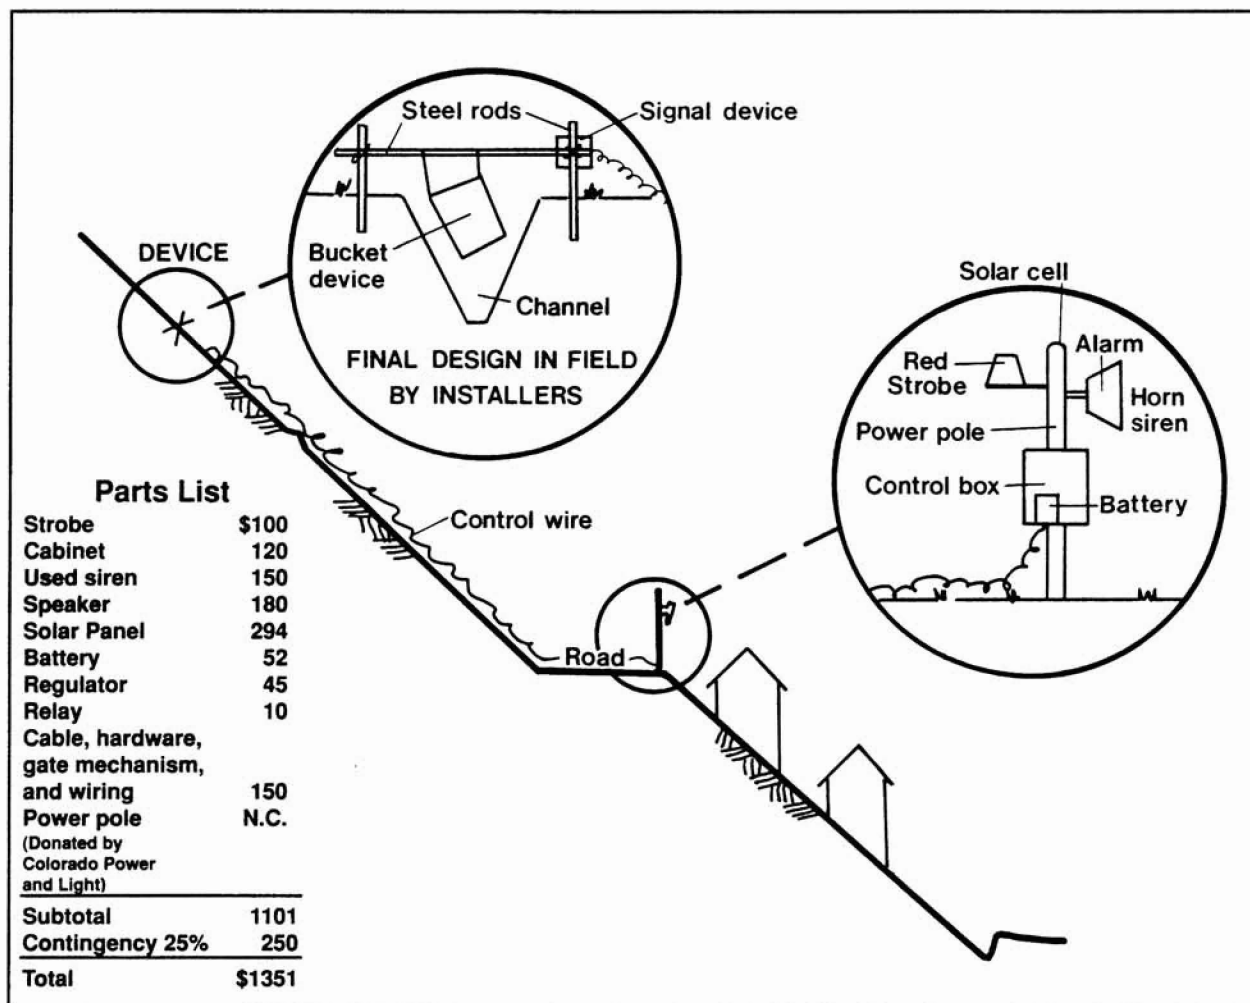 Steel rods
Signal device
Bucket
device
Channel
FINAL DESIGN IN FIELD
BY INSTALLERS
DEVICE
Control wire
Road
Solar cell
Red
Strobe
Alarm
Horn
siren
Power pole
Control box
Battery
Parts List
Strobe $100
Cabinet 120
Used siren 150
Speaker 180
Solar Panel 294
Battery 52
Regulator 45
Relay 10
Cable, hardware,
gate mechanism,
and wiring 150
Power pole N.C.
(Donated by
Colorado Power
and Light)
Subtotal 1101
Contingency 25% 250
Total $1351